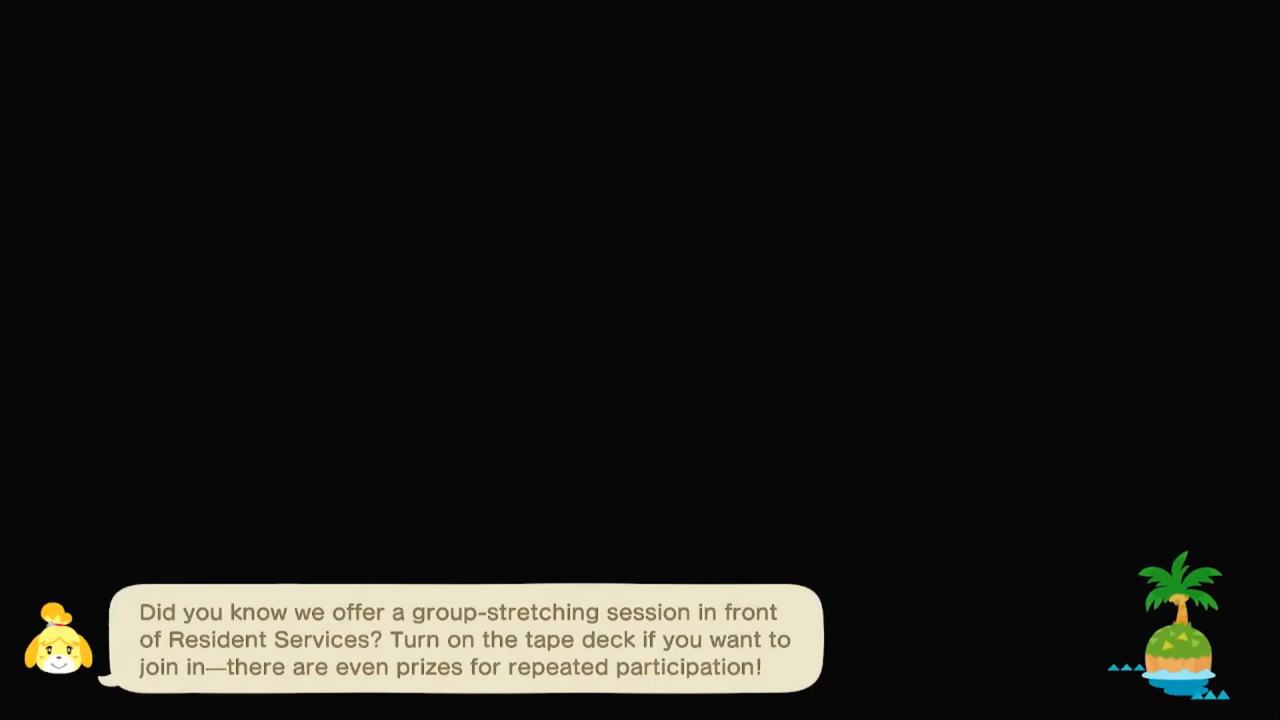 Did you know we offer a group-stretching session in front
of Resident Services? Turn on the tape deck if you want to
join in—there are even prizes for repeated participation!